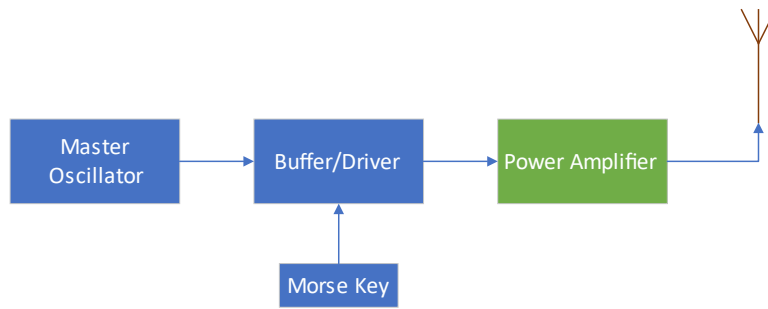 Master
Oscillator
Buffer/Driver
Power Amplifier
Morse Key